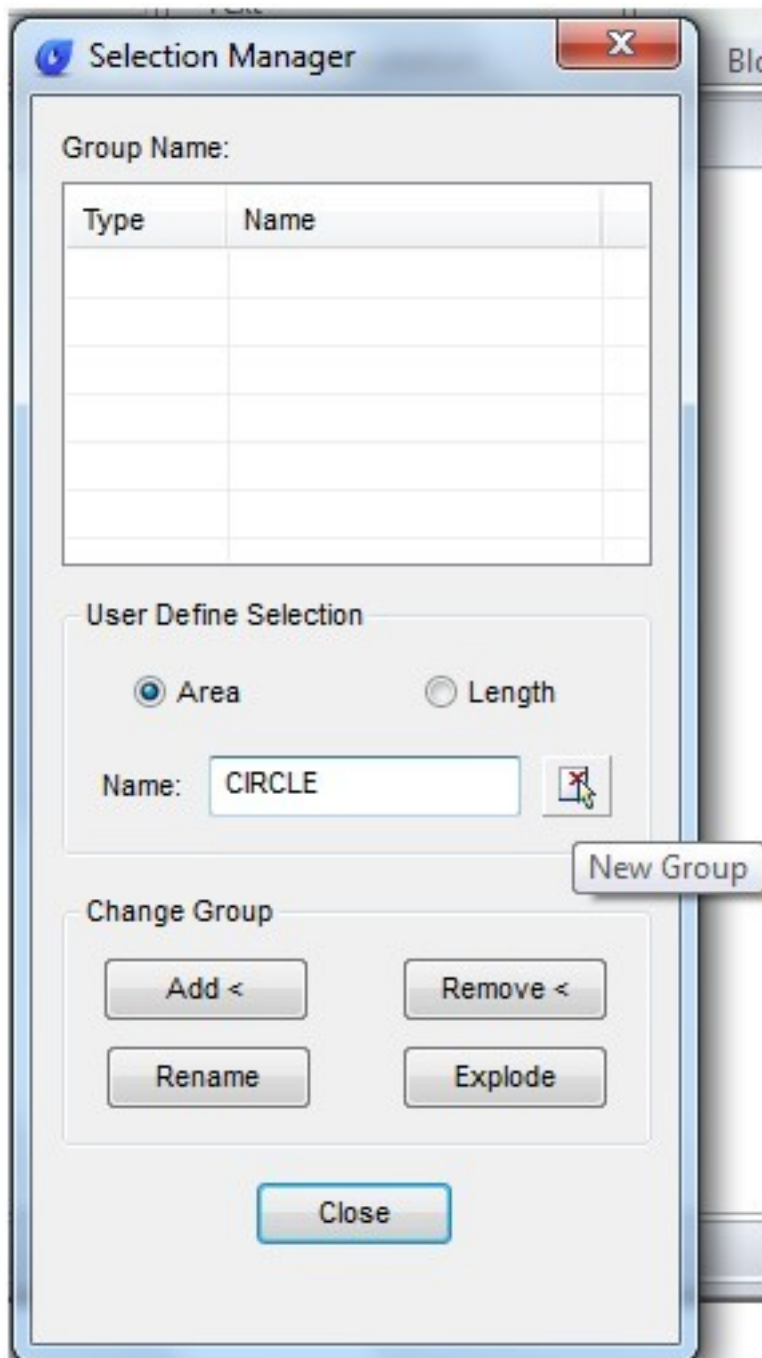 Selection Manager
Group Name:
Type Name
User Define Selection
Area Length
Name: CIRCLE
New Group
Change Group
Add < Remove <
Rename Explode
Close